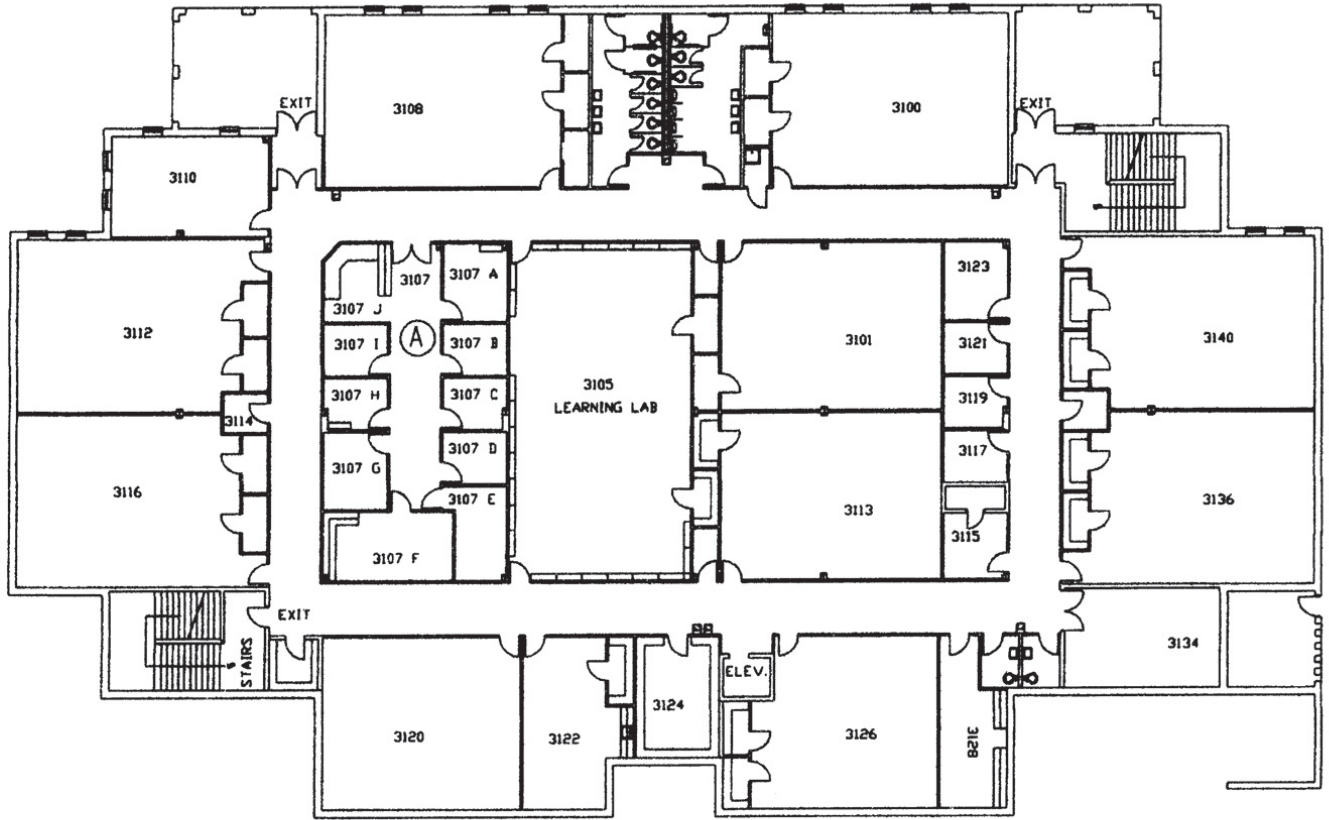 EXIT
3108
3100
EXIT
3110
3107 A
3107
3123
3107 J
3112
3107 I
3107 B
3101
3121
3140
A
3105
LEARNING LAB
3107 H
3107 C
3119
3114
3107 G
3107 D
3117
3116
3107 E
3113
3136
3115
3107 F
EXIT
STAIRS
3134
ELEV.
3124
3120
3122
3126
3128